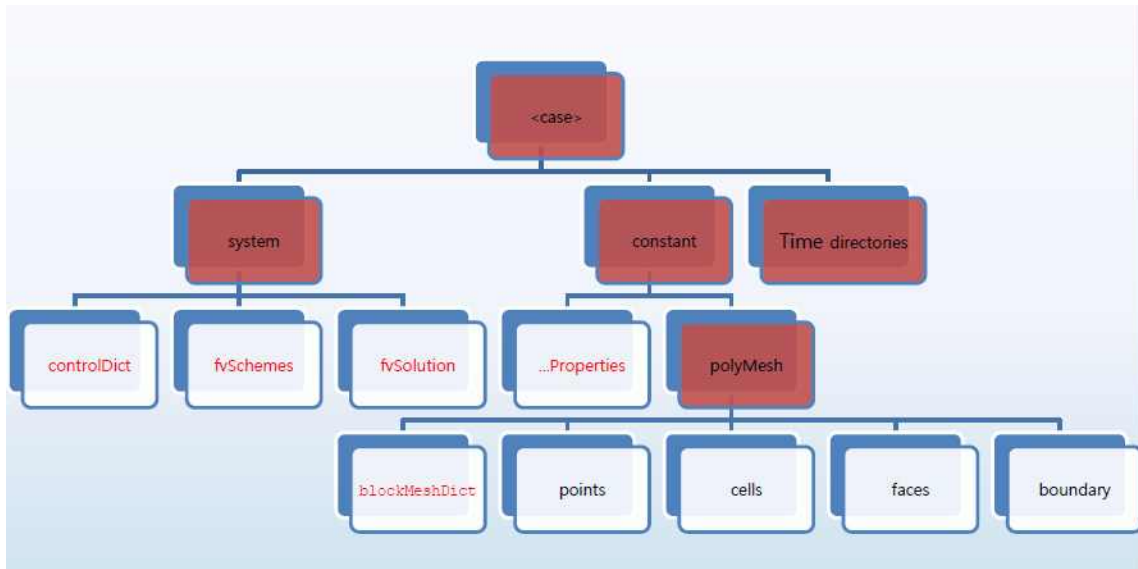 <case>
system
constant
Time directories
controlDict
fvSchemes
fvSolution
...Properties
polyMesh
blockMeshDict
points
cells
faces
boundary